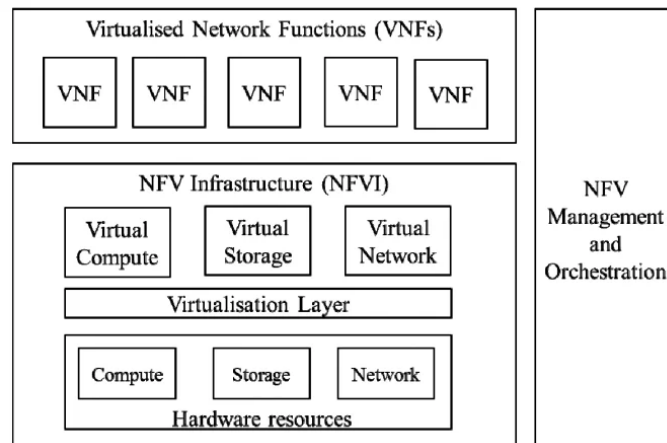 Virtualised Network Functions (VNFs)
VNF VNF VNF VNF VNF
NFV Infrastructure (NFVI)
Virtual
Compute
Virtual
Storage
Virtual
Network
Virtualisation Layer
Compute Storage Network
Hardware resources
NFV
Management
and
Orchestration